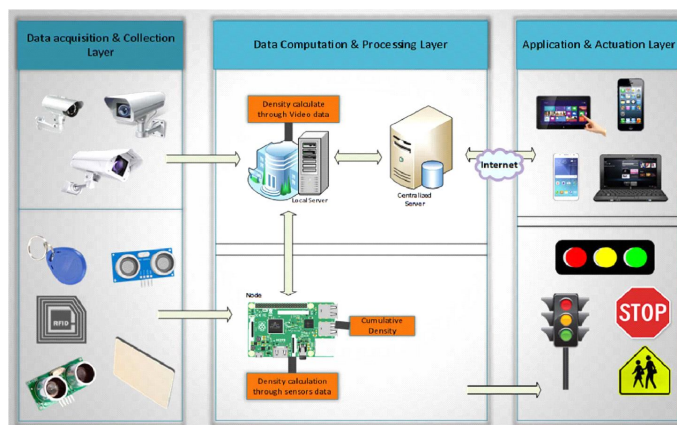 Data acquisition & Collection
Layer
Data Computation & Processing Layer
Application & Actuation Layer
Density calculate
through Video data
Local Server
Centralized
Server
Internet
RFID
Node
Cumulative
Density
Density calculation
through sensors data
STOP